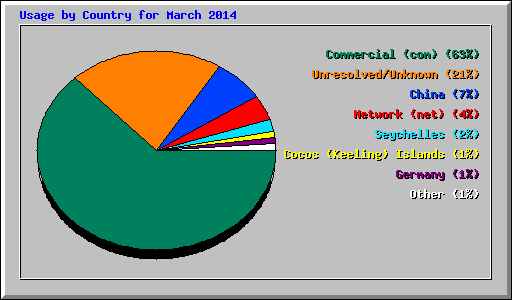 Usage by Country for March 2014
Commercial (com) (63%)
Unresolved/Unknown (21%)
China (7%)
Network (net) (4%)
Seychelles (2%)
Cocos (Keeling) Islands (1%)
Germany (1%)
Other (1%)